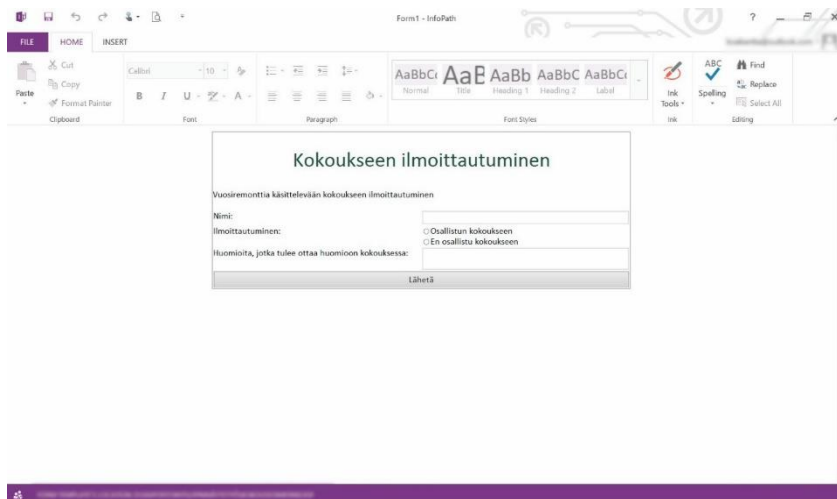 Form1 - InfoPath
?
FILE HOME INSERT
Paste
Cut
Copy
Format Painter
Clipboard
Calibri 10
B I U A
Font
Paragraph
AaBbCc AaB AaBb AaBbC AaBbCc
Normal Title Heading 1 Heading 2 Label
Font Styles
Ink
Tools
Ink
ABC
Spelling
Find
Replace
Select All
Editing
Kokoukseen ilmoittautuminen
Vuosiremonttia käsittelevään kokoukseen ilmoittautuminen
Nimi:
Ilmoittautuminen:
Osallistun kokoukseen
En osallistu kokoukseen
Huomioita, jotka tulee ottaa huomioon kokouksessa:
Lähetä